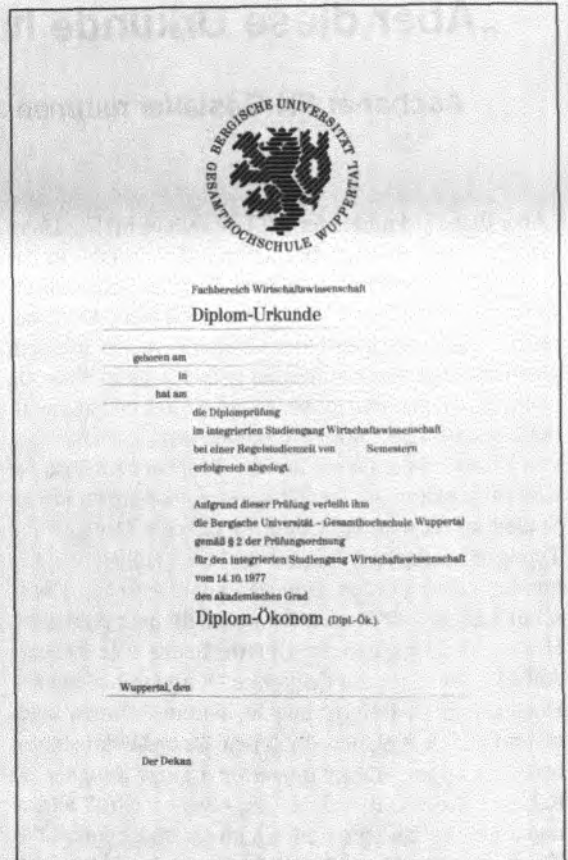 „Aber diese Urkunde
BERGISCHE UNIVERSITÄT
GESAMTHOCHSCHULE WUPPERTAL
Fachbereich Wirtschaftswissenschaft
Diplom-Urkunde
geboren am
in
hat am
die Diplomprüfung
im integrierten Studiengang Wirtschaftswissenschaft
bei einer Regelstudienzeit von Semestern
erfolgreich abgelegt.
Aufgrund dieser Prüfung verleiht ihm
die Bergische Universität – Gesamthochschule Wuppertal
gemäß § 2 der Prüfungsordnung
für den integrierten Studiengang Wirtschaftswissenschaft
vom 14.10.1977
den akademischen Grad
Diplom-Ökonom (Dipl.-Ök.).
Wuppertal, den
Der Dekan